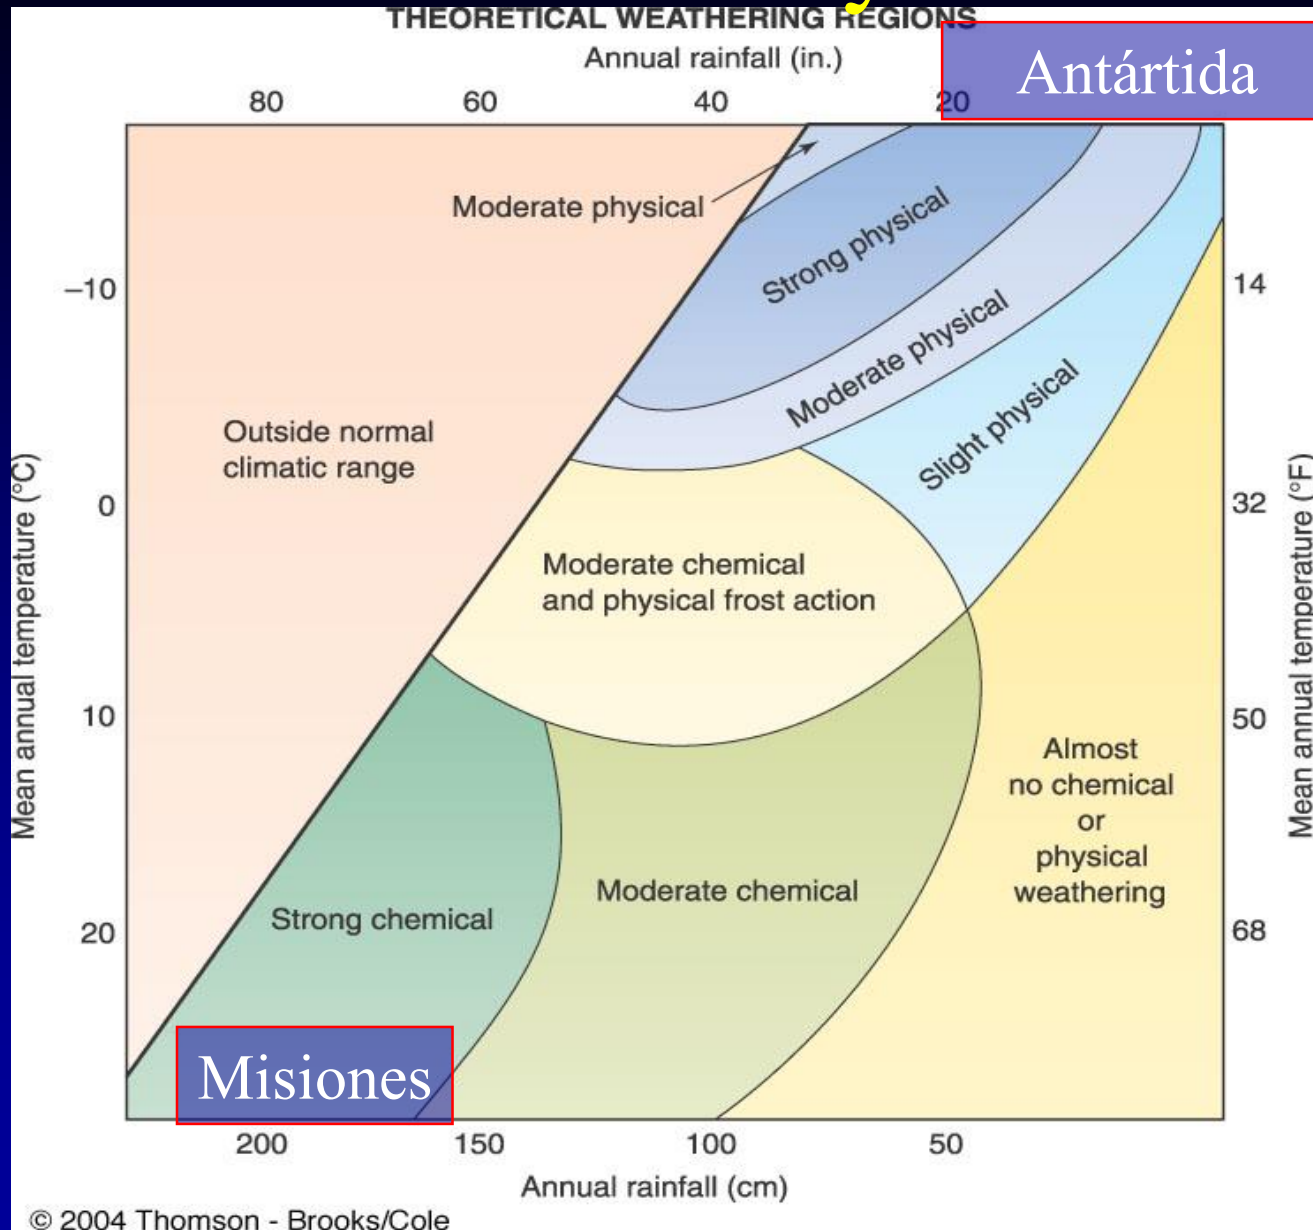 THEORETICAL WEATHERING REGIONS
Annual rainfall (in.)
Antártida
80 60 40 20
Moderate physical
Strong physical
Moderate physical
Slight physical
–10
14
Outside normal
climatic range
Mean annual temperature (°C)
Mean annual temperature (°F)
0
32
Moderate chemical
and physical frost action
10
50
Almost
no chemical
or
physical
weathering
Moderate chemical
Strong chemical
20
68
Misiones
200 150 100 50
Annual rainfall (cm)
© 2004 Thomson - Brooks/Cole